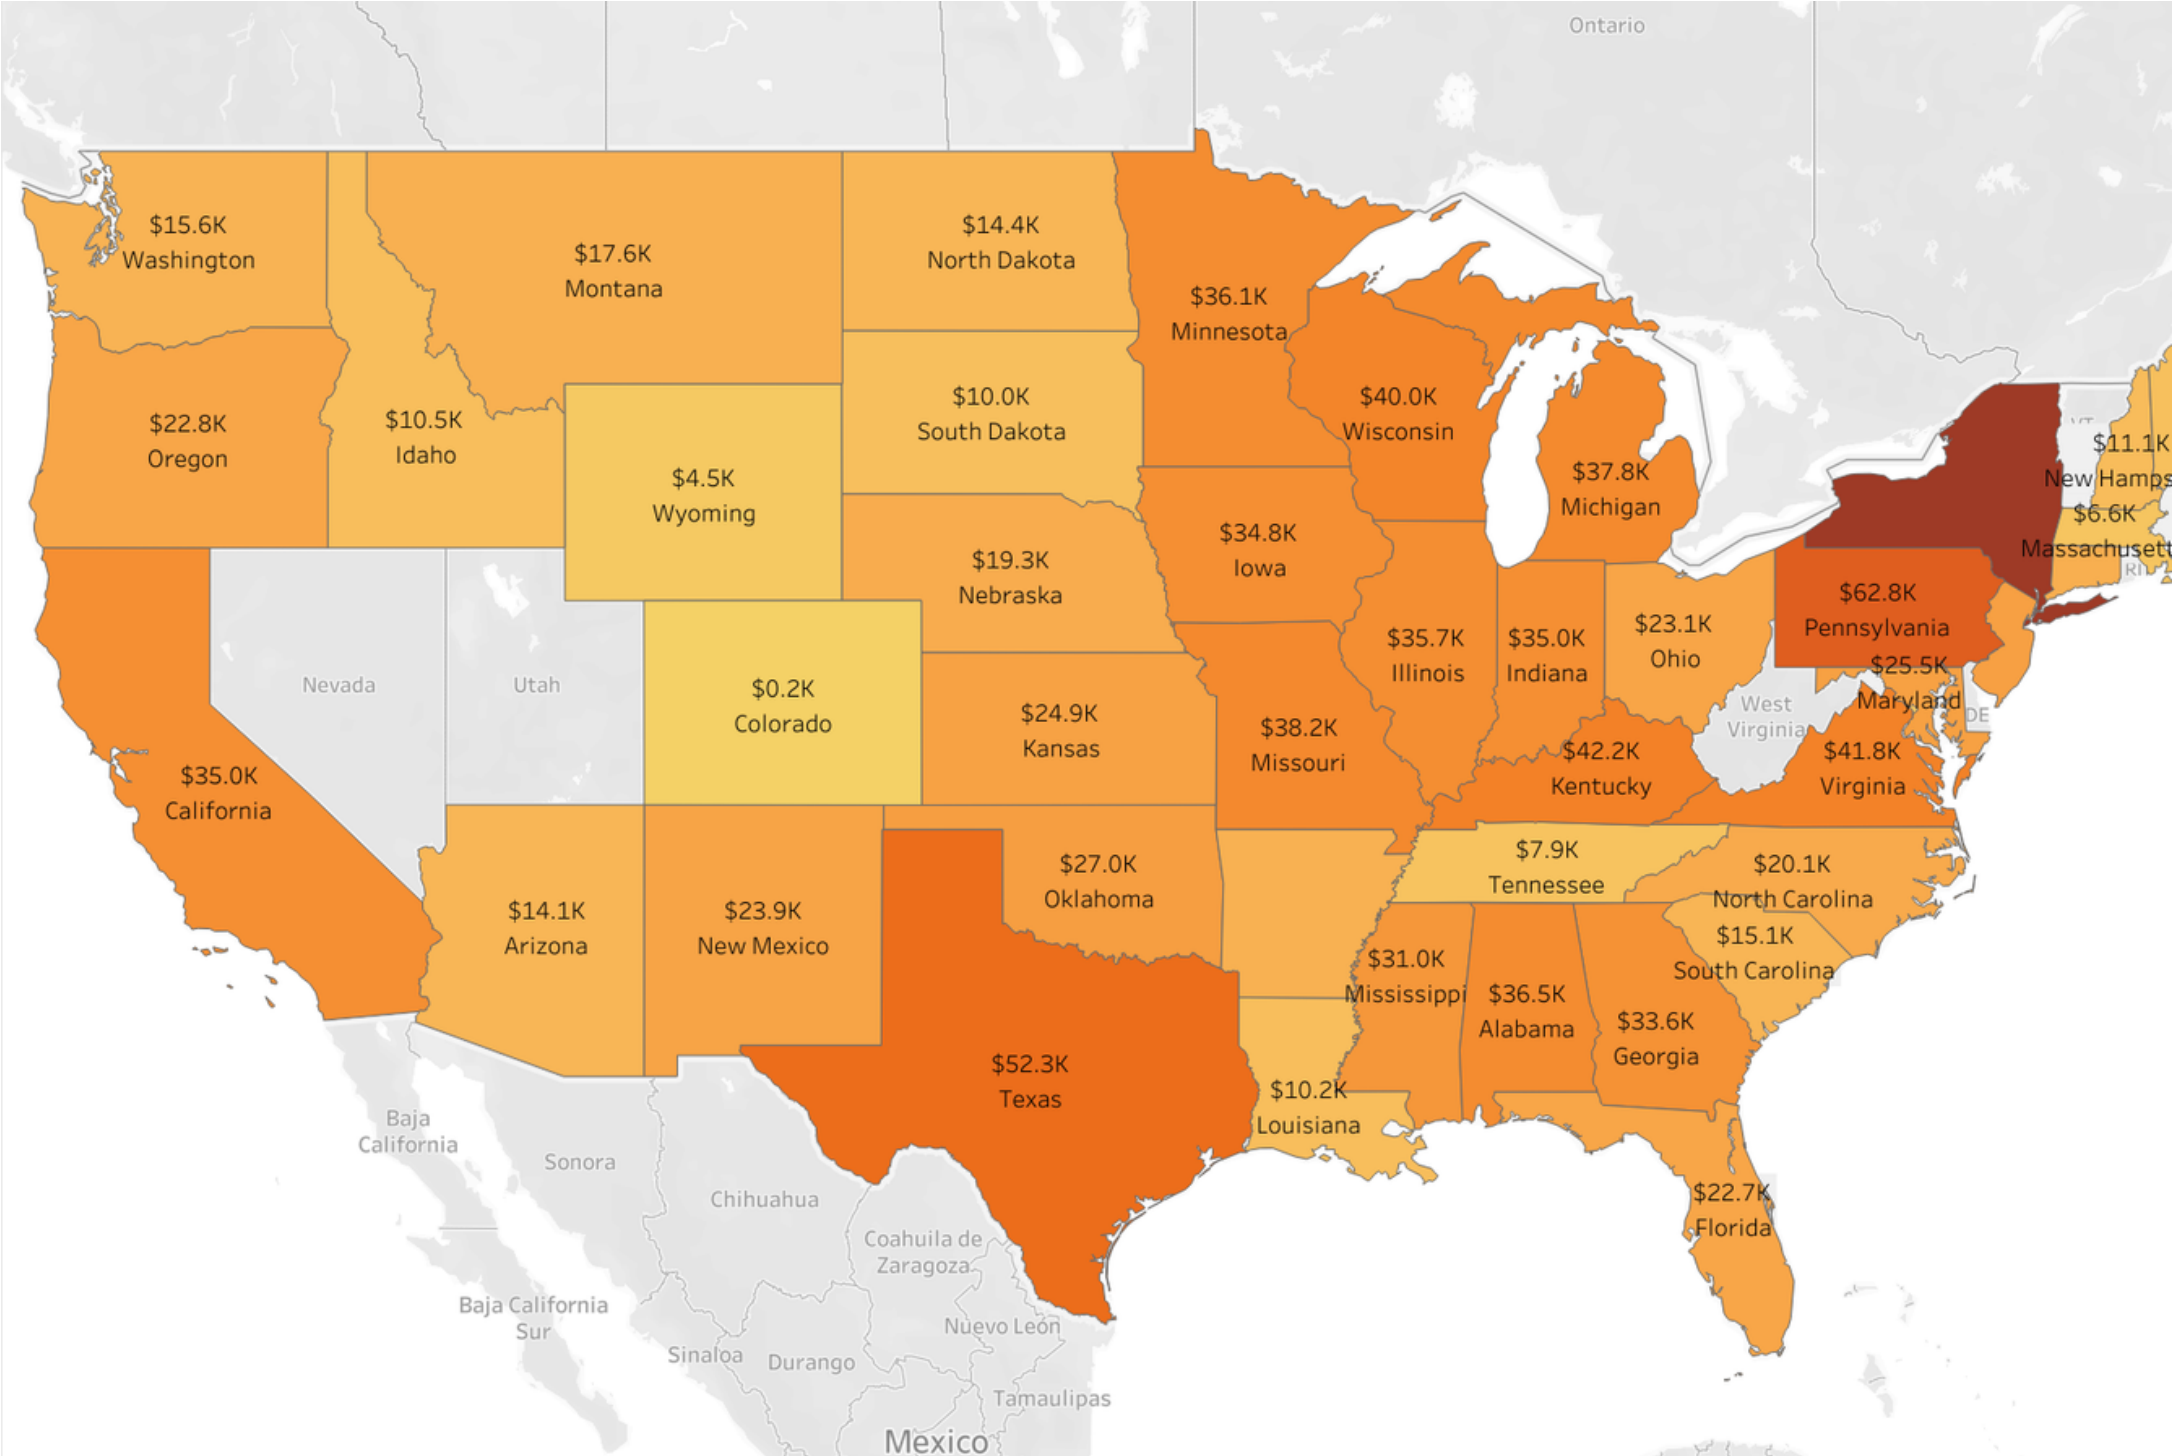 Ontario
$15.6K
Washington
$17.6K
Montana
$14.4K
North Dakota
$36.1K
Minnesota
$22.8K
Oregon
$10.5K
Idaho
$4.5K
Wyoming
$10.0K
South Dakota
$40.0K
Wisconsin
$37.8K
Michigan
VT
$11.1K
New Hamps
$6.6K
Massachusett
RI
$34.8K
Iowa
$19.3K
Nebraska
$62.8K
Pennsylvania
$35.7K
Illinois
$35.0K
Indiana
$23.1K
Ohio
$25.5K
Maryland
DE
Nevada
Utah
$0.2K
Colorado
$24.9K
Kansas
$38.2K
Missouri
West
Virginia
$42.2K
Kentucky
$41.8K
Virginia
$35.0K
California
$7.9K
Tennessee
$20.1K
North Carolina
$27.0K
Oklahoma
$14.1K
Arizona
$23.9K
New Mexico
$15.1K
South Carolina
$31.0K
Mississippi
$36.5K
Alabama
$33.6K
Georgia
$52.3K
Texas
$10.2K
Louisiana
$22.7K
Florida
Baja
California
Sonora
Chihuahua
Coahuila de
Zaragoza
Baja California
Sur
Nuevo León
Sinaloa
Durango
Tamaulipas
Mexico